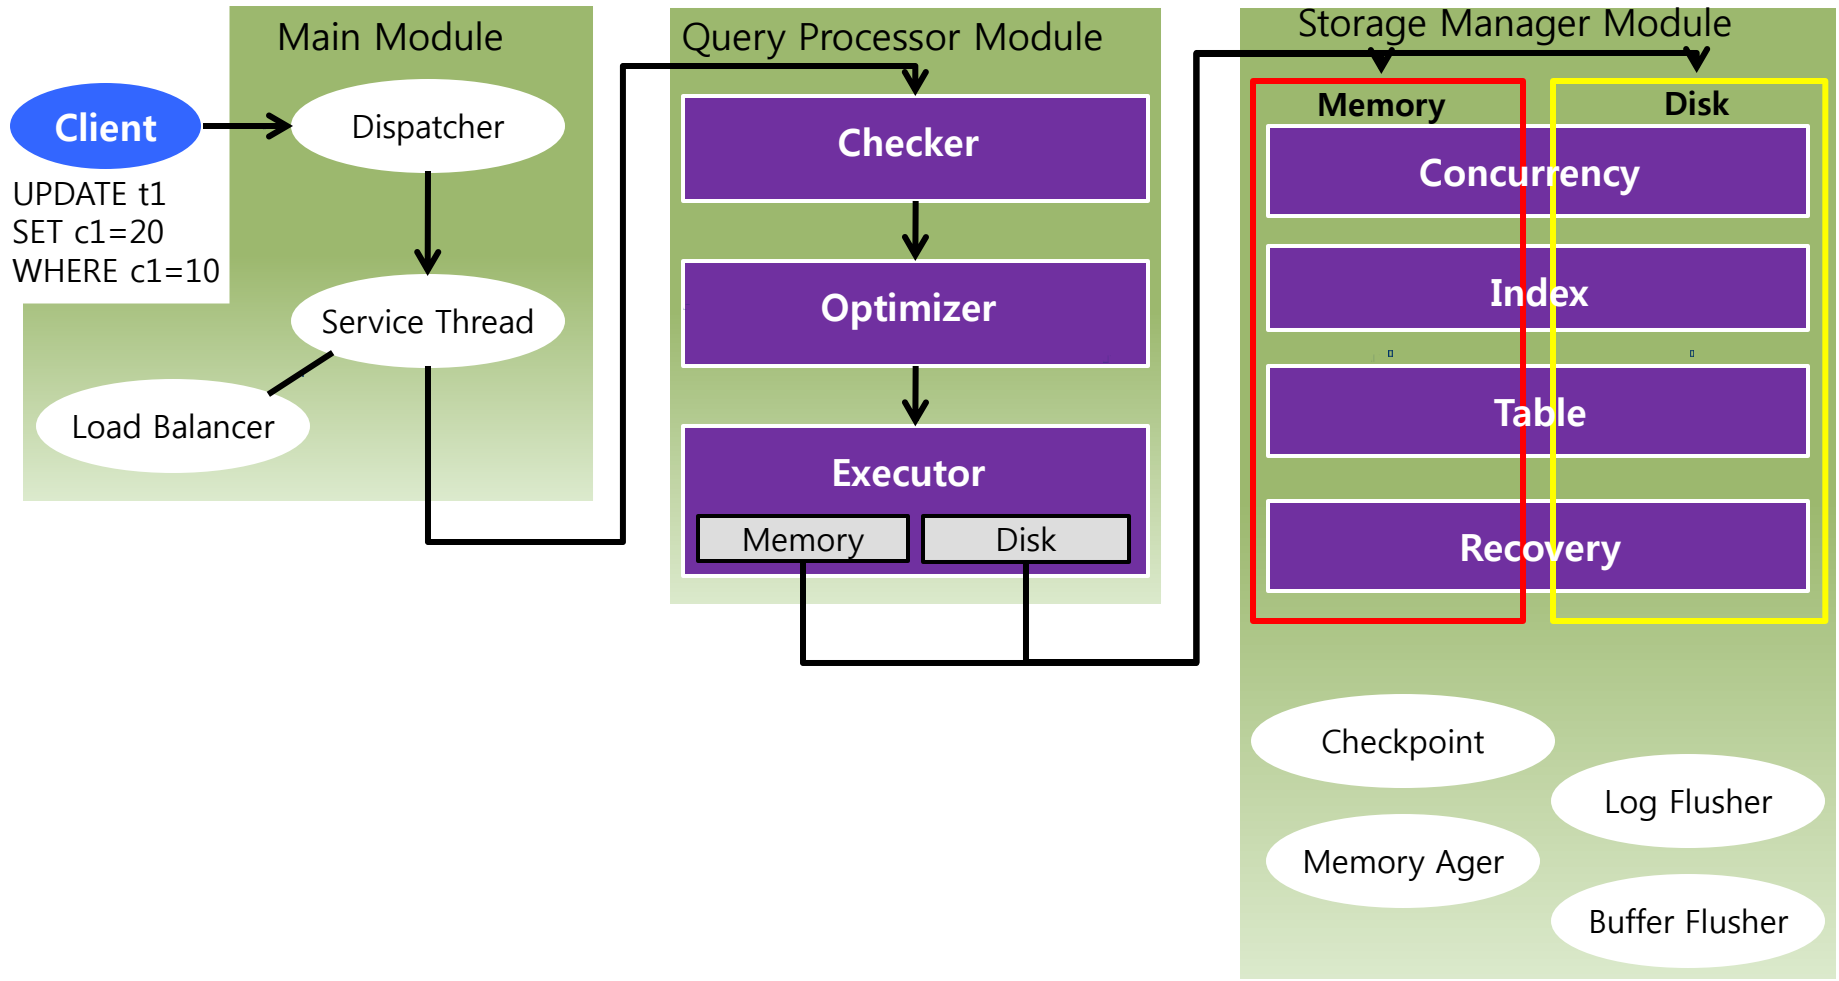 Main Module
Client
Dispatcher
UPDATE t1
SET c1=20
WHERE c1=10
Service Thread
Load Balancer
Query Processor Module
Checker
Optimizer
Executor
Memory
Disk
Storage Manager Module
Memory
Disk
Concurrency
Index
Table
Recovery
Checkpoint
Log Flusher
Memory Ager
Buffer Flusher